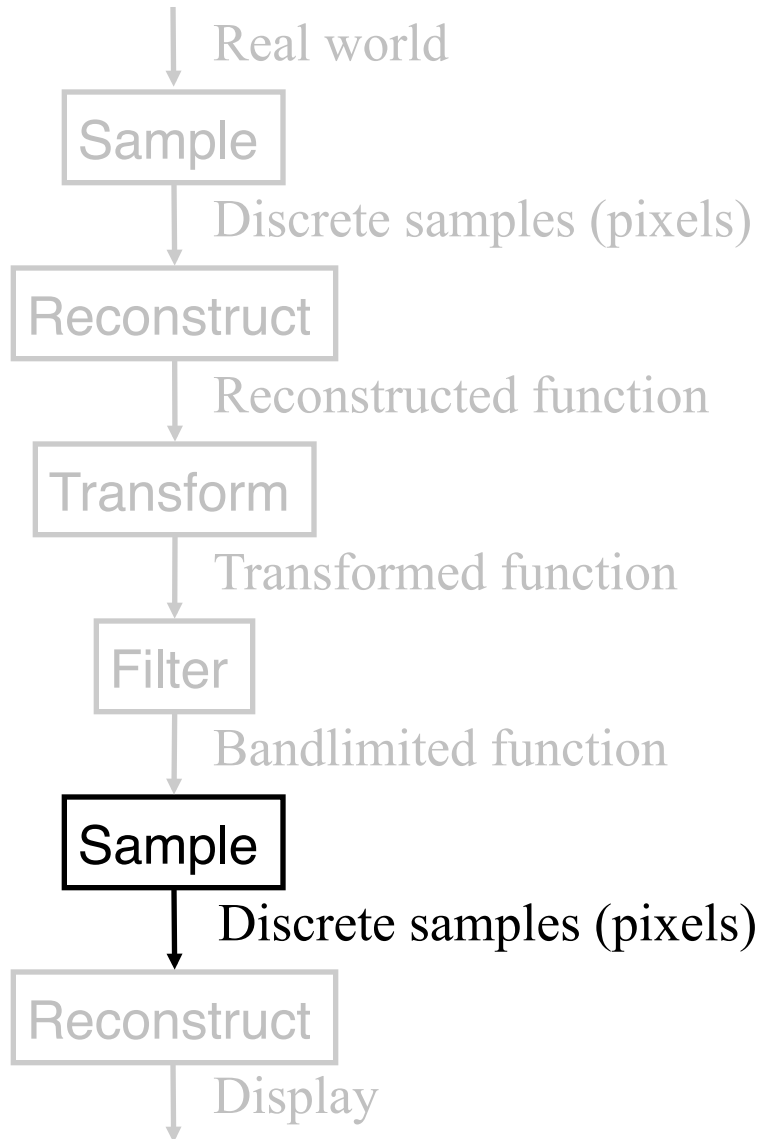 Real world
Sample
Discrete samples (pixels)
Reconstruct
Reconstructed function
Transform
Transformed function
Filter
Bandlimited function
Sample
Discrete samples (pixels)
Reconstruct
Display